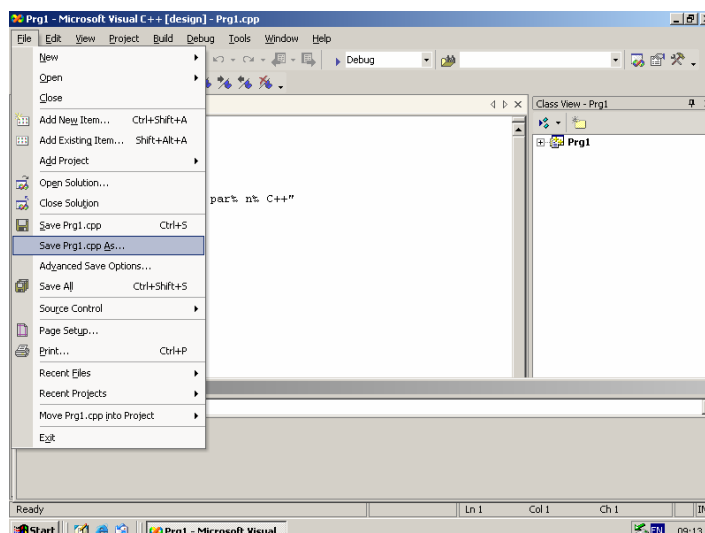 Prg1 - Microsoft Visual C++ [design] - Prg1.cpp
File Edit View Project Build Debug Tools Window Help
Debug
New
Open
Close
Add New Item... Ctrl+Shift+A
Add Existing Item... Shift+Alt+A
Add Project
Open Solution...
Close Solution
Save Prg1.cpp Ctrl+S
Save Prg1.cpp As...
Advanced Save Options...
Save All Ctrl+Shift+S
Source Control
Page Setup...
Print... Ctrl+P
Recent Files
Recent Projects
Move Prg1.cpp into Project
Exit
par% n% C++"
Class View - Prg1
Prg1
Ready Ln 1 Col 1 Ch 1
Start Prg1 - Microsoft Visual EN 09:13